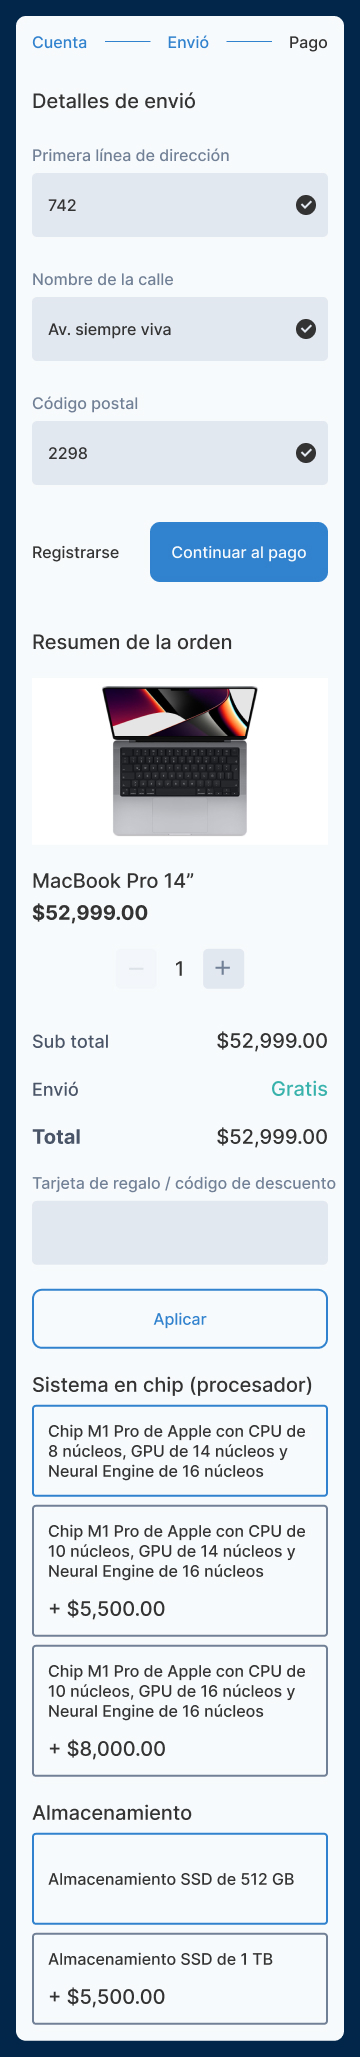 Cuenta Envió Pago
Detalles de envió
Primera línea de dirección
742
Nombre de la calle
Av. siempre viva
Código postal
2298
Registrarse Continuar al pago
Resumen de la orden
MacBook Pro 14”
$52,999.00
− 1 +
Sub total $52,999.00
Envió Gratis
Total $52,999.00
Tarjeta de regalo / código de descuento
Aplicar
Sistema en chip (procesador)
Chip M1 Pro de Apple con CPU de
8 núcleos, GPU de 14 núcleos y
Neural Engine de 16 núcleos
Chip M1 Pro de Apple con CPU de
10 núcleos, GPU de 14 núcleos y
Neural Engine de 16 núcleos
+ $5,500.00
Chip M1 Pro de Apple con CPU de
10 núcleos, GPU de 16 núcleos y
Neural Engine de 16 núcleos
+ $8,000.00
Almacenamiento
Almacenamiento SSD de 512 GB
Almacenamiento SSD de 1 TB
+ $5,500.00